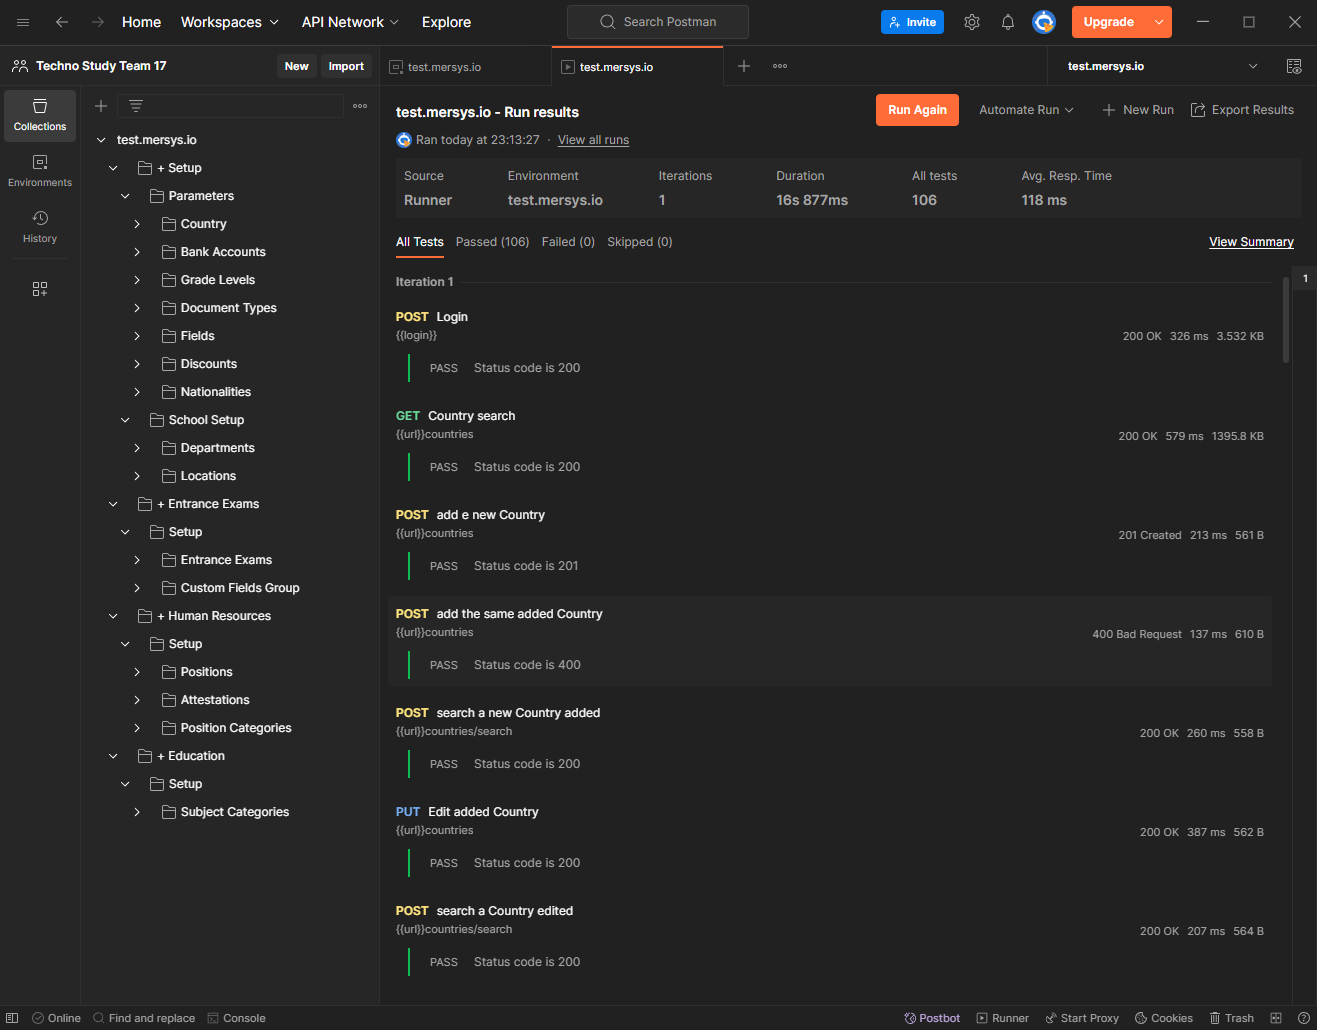 Home Workspaces API Network Explore Search Postman Invite Upgrade
Techno Study Team 17 New Import test.mersys.io test.mersys.io test.mersys.io
Collections
Environments
History
test.mersys.io
+ Setup
Parameters
Country
Bank Accounts
Grade Levels
Document Types
Fields
Discounts
Nationalities
School Setup
Departments
Locations
+ Entrance Exams
Setup
Entrance Exams
Custom Fields Group
+ Human Resources
Setup
Positions
Attestations
Position Categories
+ Education
Setup
Subject Categories
test.mersys.io - Run results Run Again Automate Run New Run Export Results
Ran today at 23:13:27 · View all runs
Source Environment Iterations Duration All tests Avg. Resp. Time
Runner test.mersys.io 1 16s 877ms 106 118 ms
All Tests Passed (106) Failed (0) Skipped (0) View Summary
Iteration 1 1
POST Login
{{login}} 200 OK 326 ms 3.532 KB
PASS Status code is 200
GET Country search
{{url}}countries 200 OK 579 ms 1395.8 KB
PASS Status code is 200
POST add e new Country
{{url}}countries 201 Created 213 ms 561 B
PASS Status code is 201
POST add the same added Country
{{url}}countries 400 Bad Request 137 ms 610 B
PASS Status code is 400
POST search a new Country added
{{url}}countries/search 200 OK 260 ms 558 B
PASS Status code is 200
PUT Edit added Country
{{url}}countries 200 OK 387 ms 562 B
PASS Status code is 200
POST search a Country edited
{{url}}countries/search 200 OK 207 ms 564 B
PASS Status code is 200
Online Find and replace Console Postbot Runner Start Proxy Cookies Trash